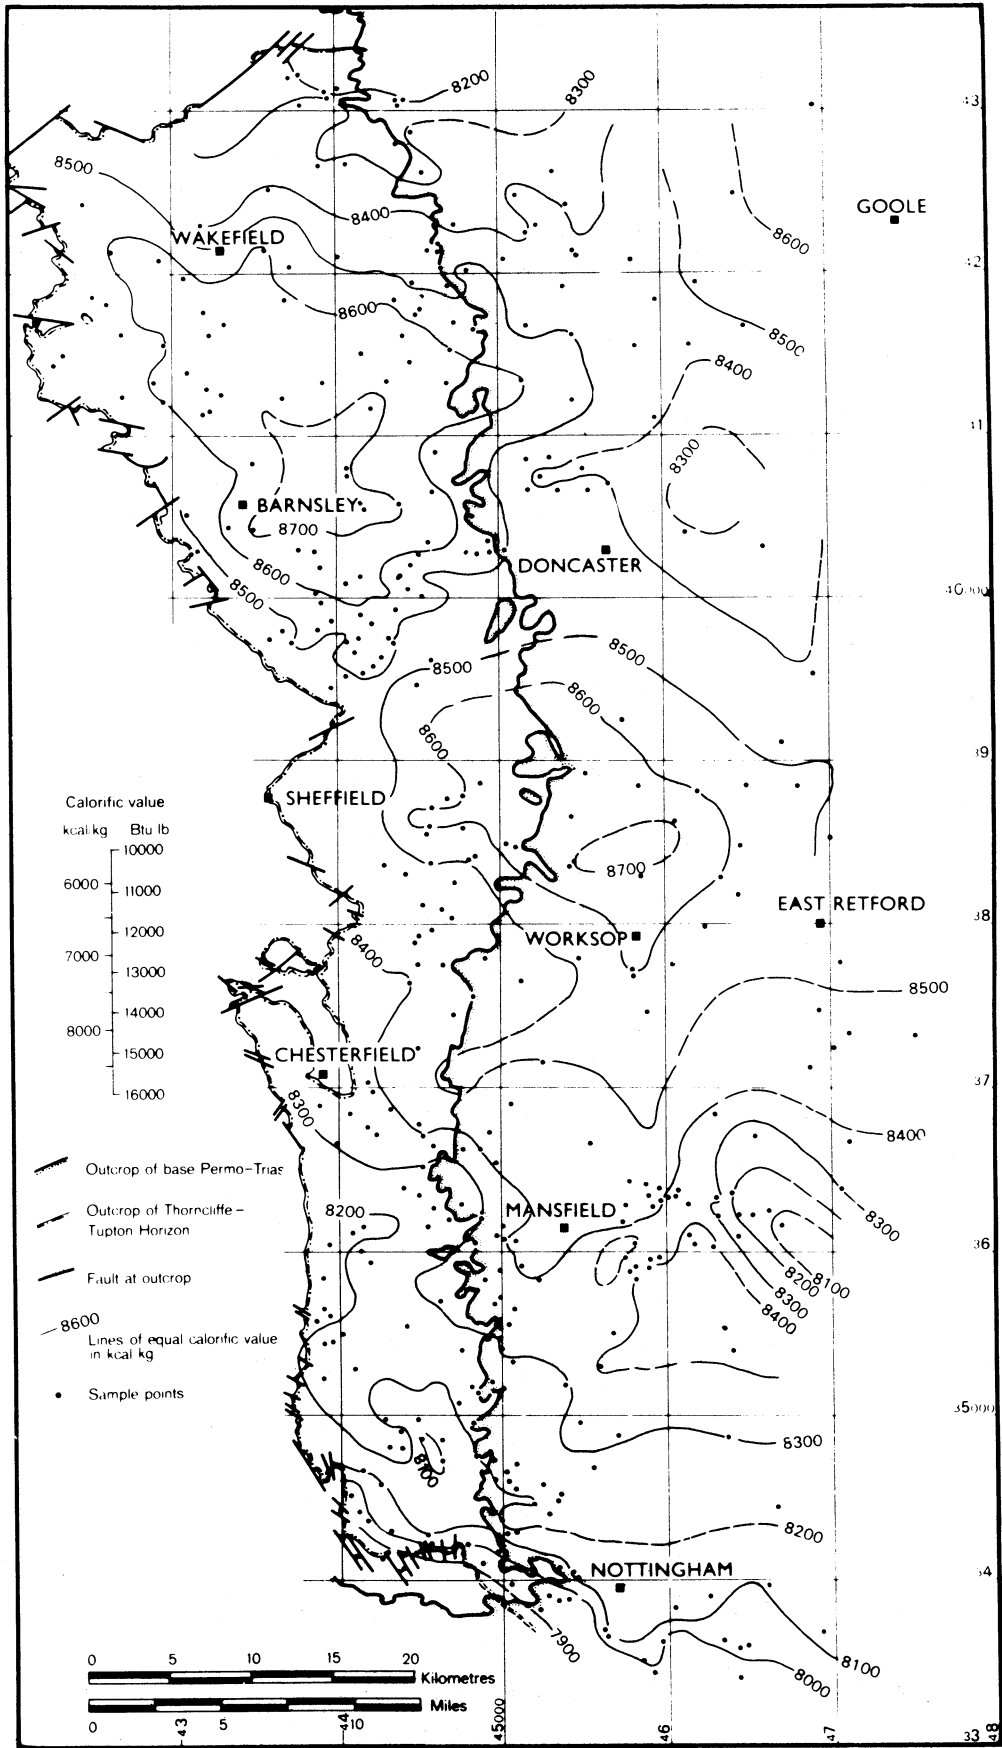 8200
8300
43
8500
GOOLE
8400
WAKEFIELD
8600
42
8600
8500
8400
41
8300
BARNSLEY
8700
DONCASTER
8600
8500
40000
8500
8500
8600
8600
39
SHEFFIELD
Calorific value
kcal/kg Btu lb
10000
6000
11000
12000
7000
13000
14000
8000
15000
16000
8700
EAST RETFORD
38
WORKSOP
8400
8500
CHESTERFIELD
37
8300
8400
Outcrop of base Permo-Trias
Outcrop of Thorncliffe-
Tupton Horizon
Fault at outcrop
8600
Lines of equal calorific value
in kcal kg
Sample points
8200
MANSFIELD
8300
36
8200
8100
8300
8400
35000
8300
8100
8200
NOTTINGHAM
34
7900
8100
8000
0 5 10 15 20
Kilometres
Miles
0 5 10
43 44 45000 46 47 33 48